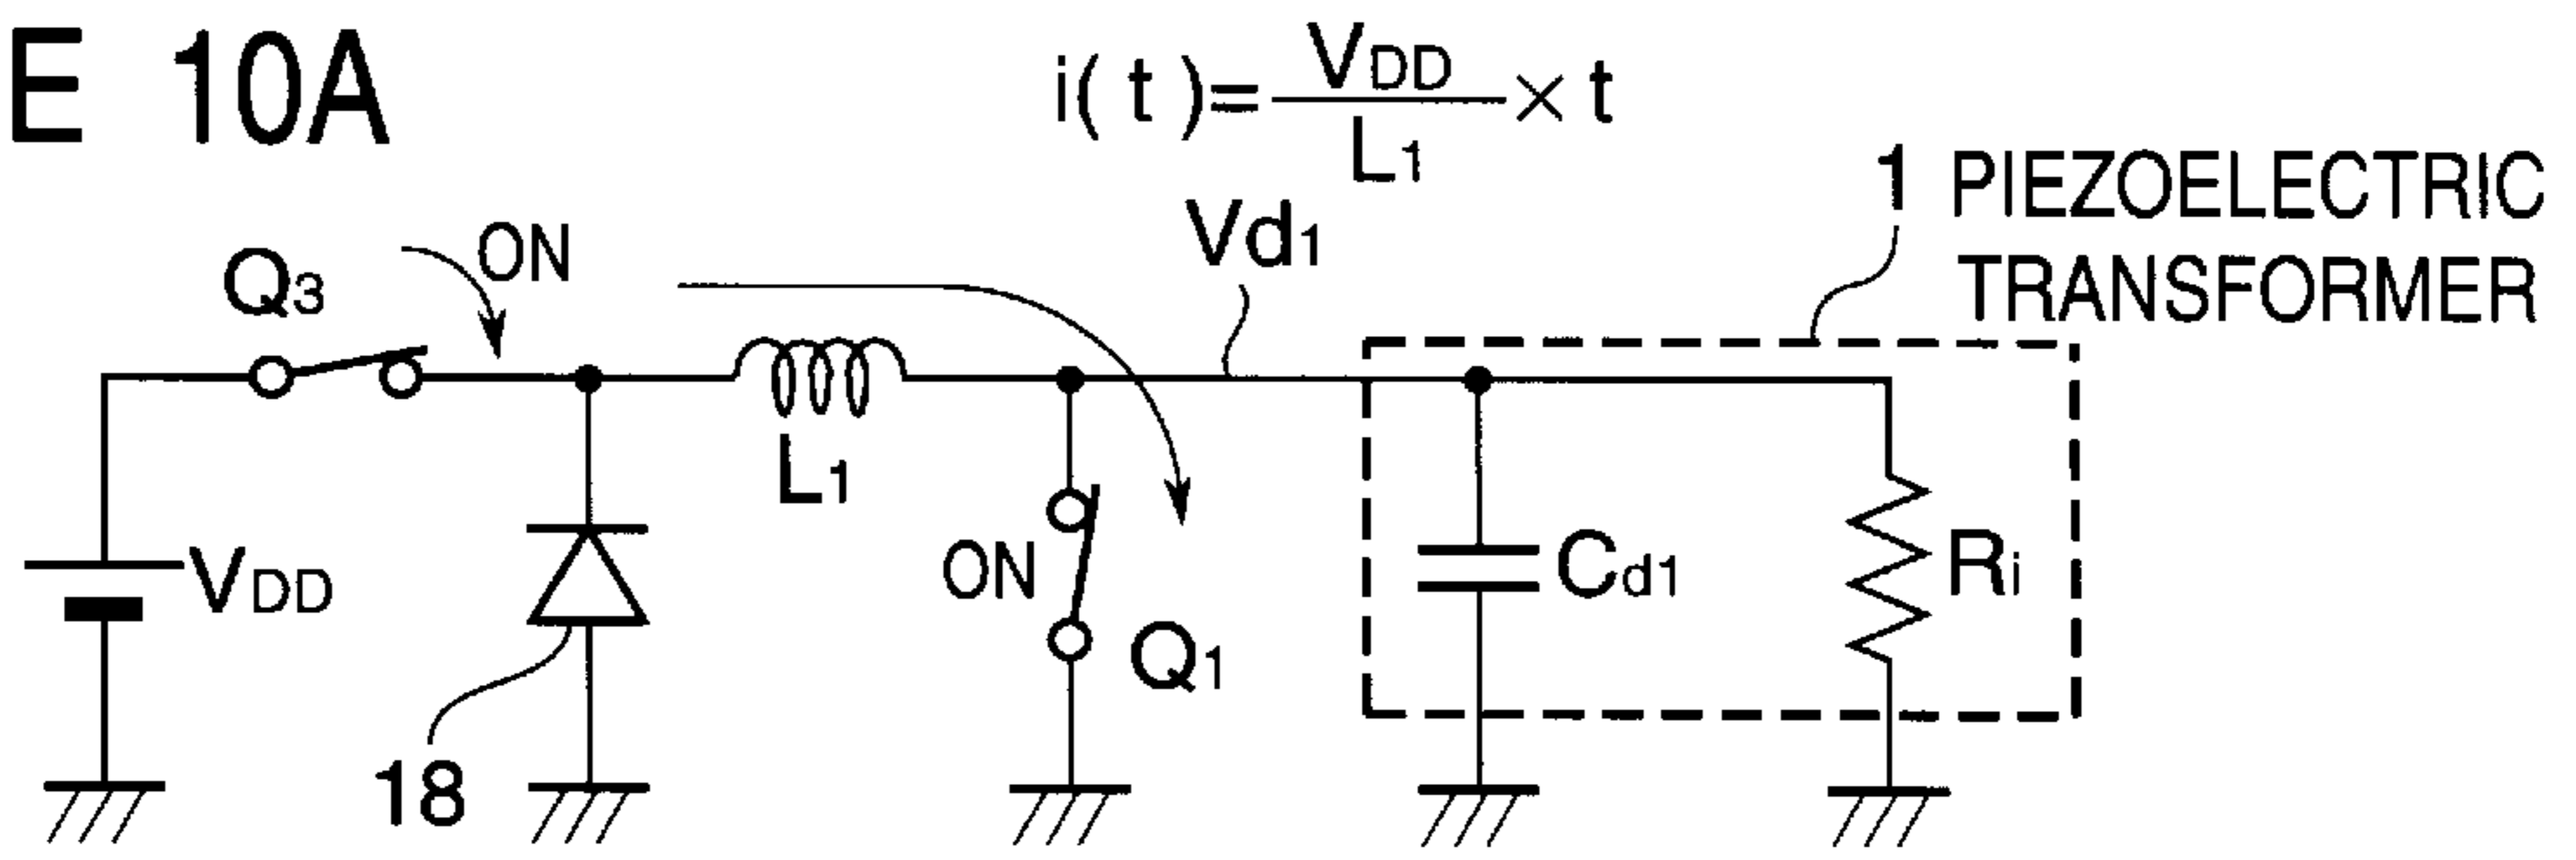 E 10A
i(t)=VDD/L1×t
1 PIEZOELECTRIC
TRANSFORMER
Vd1
ON
Q3
L1
ON
Q1
VDD
18
Cd1
Ri